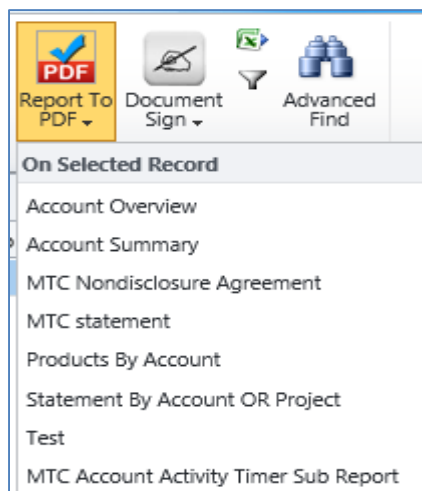 PDF
Report To
PDF
Document
Sign
Advanced
Find
On Selected Record
Account Overview
Account Summary
MTC Nondisclosure Agreement
MTC statement
Products By Account
Statement By Account OR Project
Test
MTC Account Activity Timer Sub Report